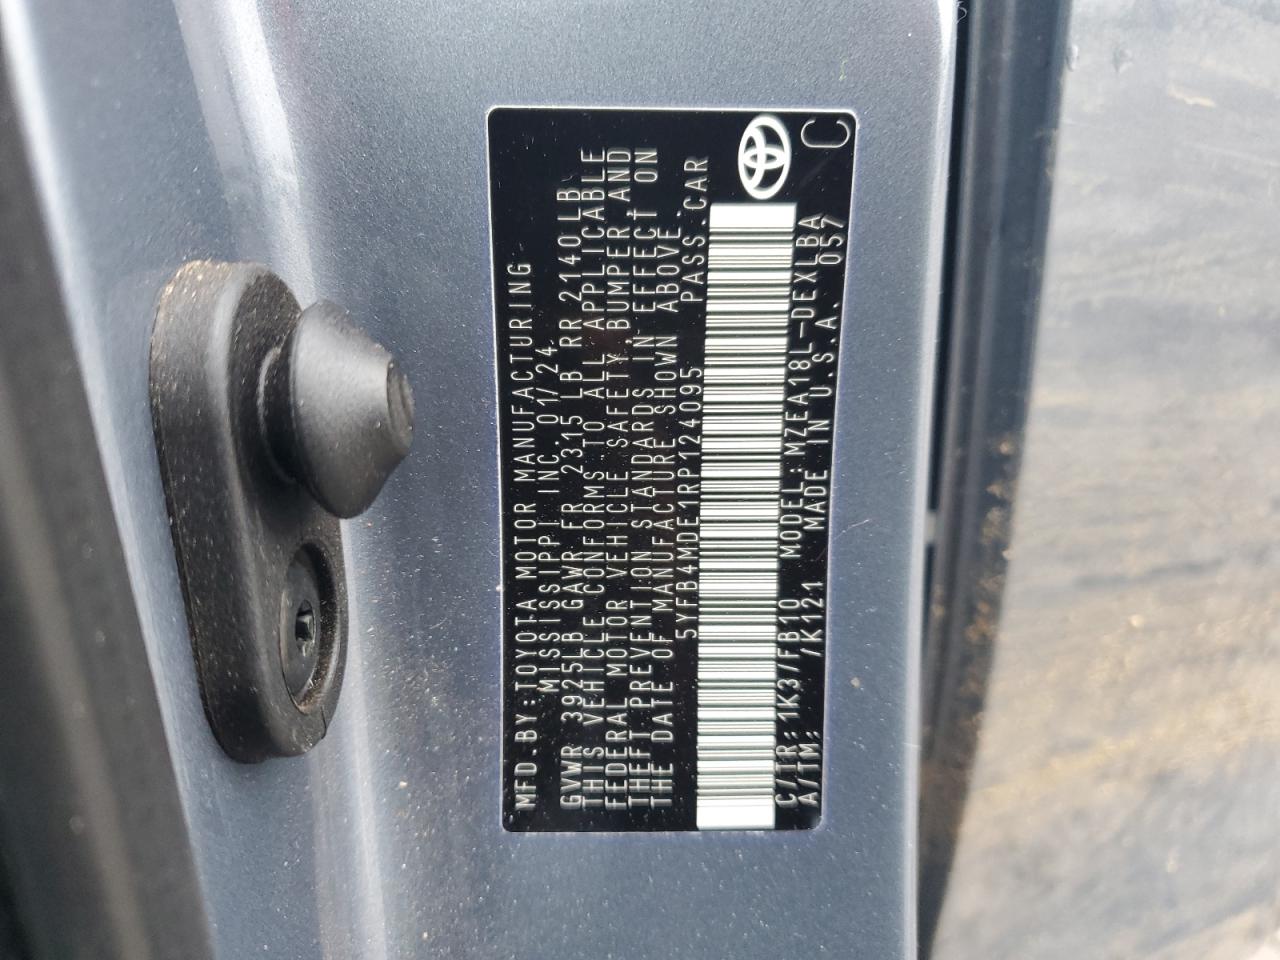 MFD.BY:TOYOTA MOTOR MANUFACTURING
MISSISSIPPI INC. 01/24
GVWR 3925LB GAWR FR 2315 LB RR 2140LB
THIS VEHICLE CONFORMS TO ALL APPLICABLE
FEDERAL MOTOR VEHICLE SAFETY, BUMPER AND
THEFT PREVENTION STANDARDS IN EFFECT ON
THE DATE OF MANUFACTURE SHOWN ABOVE.
5YFB4MDE1RP124095 PASS.CAR
C/TR:1K3/FB10 MODEL:MZEA18L-DEXLBA
A/TM: /K121 MADE IN U.S.A. 057
C